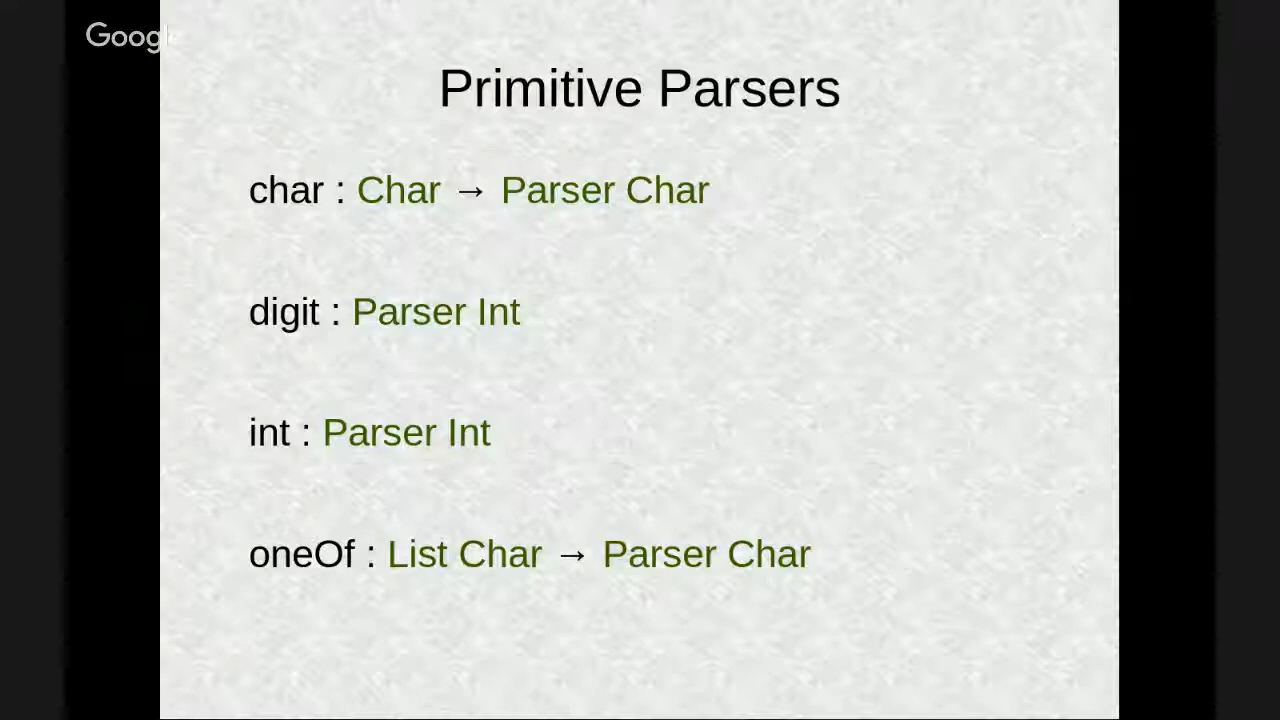 Googl
Primitive Parsers
char : Char → Parser Char
digit : Parser Int
int : Parser Int
oneOf : List Char → Parser Char